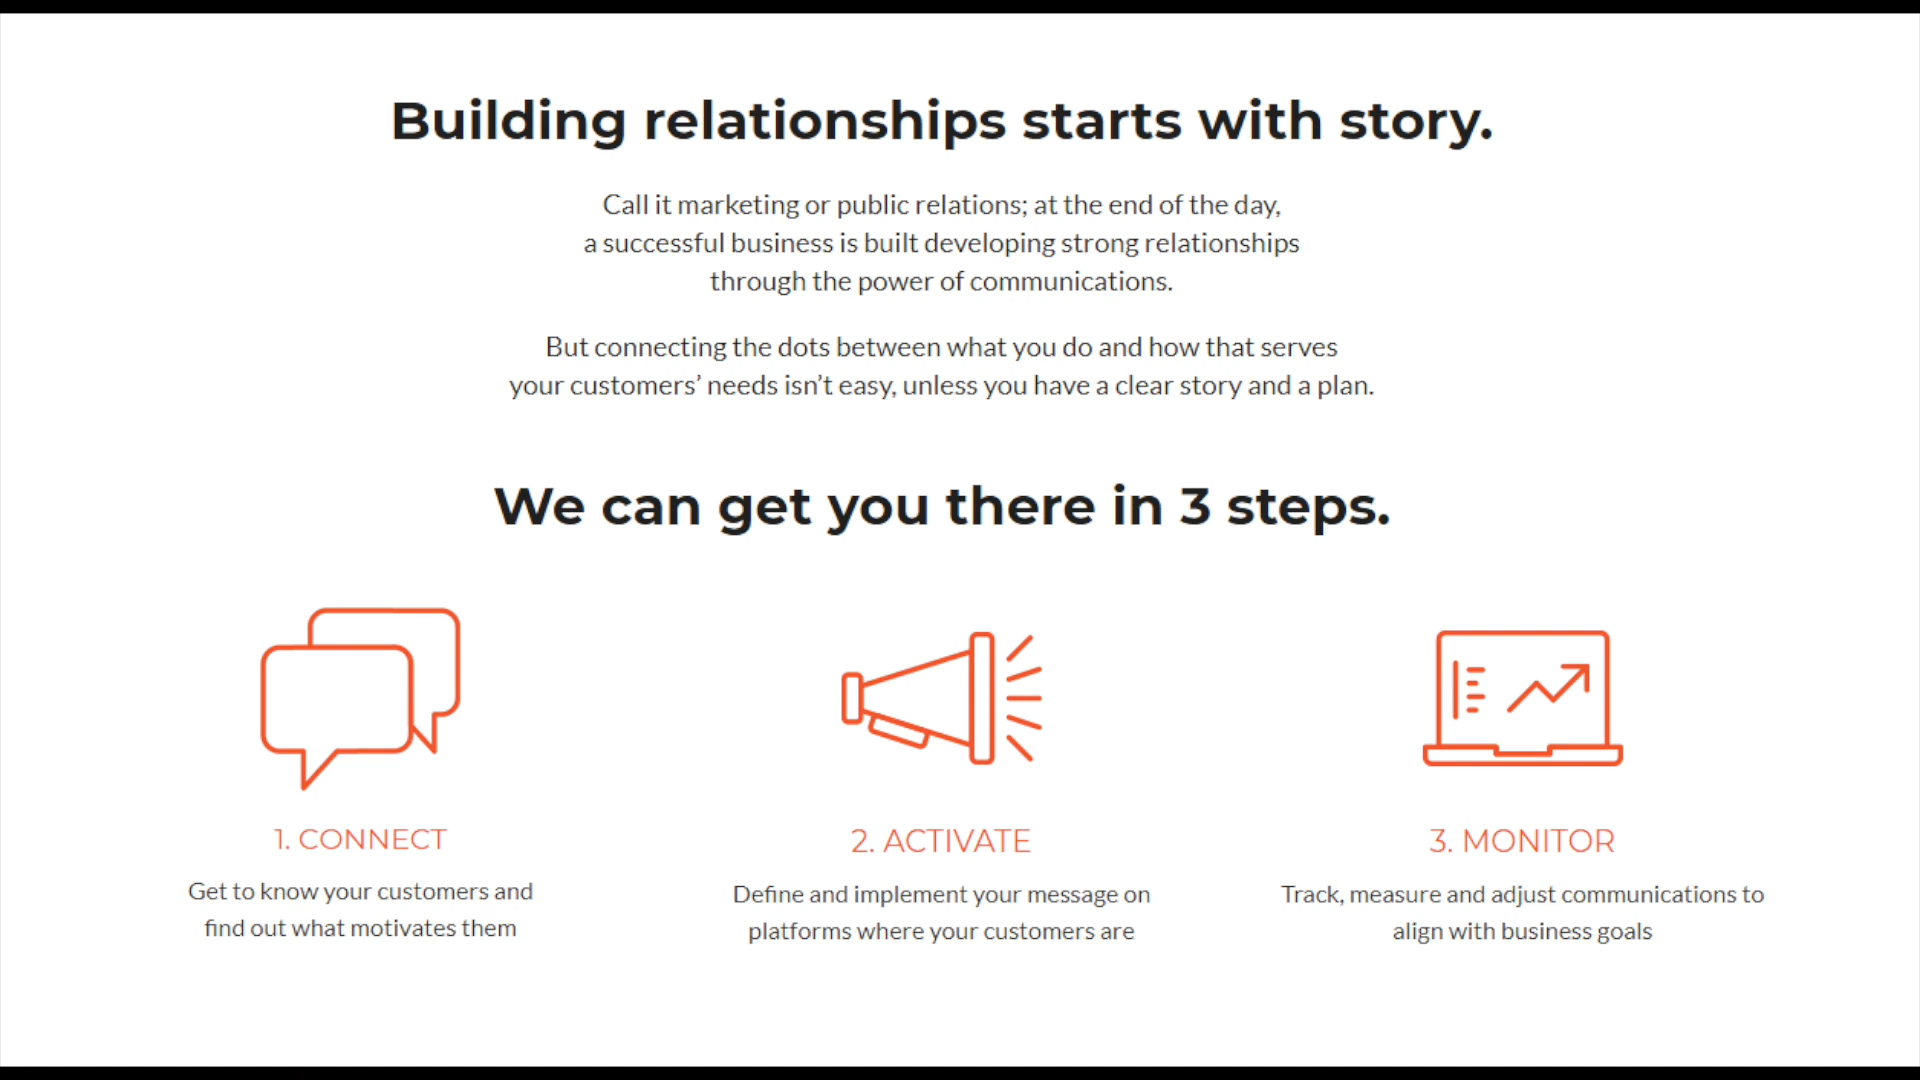 Building relationships starts with story.
Call it marketing or public relations; at the end of the day,
a successful business is built developing strong relationships
through the power of communications.
But connecting the dots between what you do and how that serves
your customers’ needs isn’t easy, unless you have a clear story and a plan.
We can get you there in 3 steps.
1. CONNECT
Get to know your customers and
find out what motivates them
2. ACTIVATE
Define and implement your message on
platforms where your customers are
3. MONITOR
Track, measure and adjust communications to
align with business goals